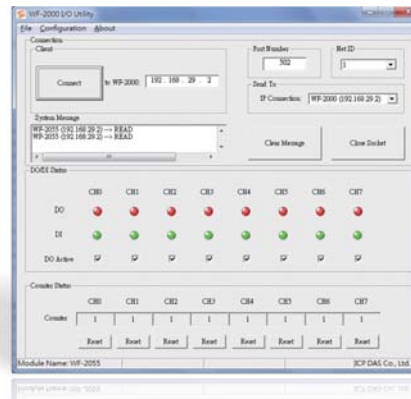 WF-2000 I/O Utility
File Configuration About
Connection
Client
Connect to WF-2000: 192 . 168 . 29 . 2
Port Number
502
Net ID
1
Send To
IP Connection: WF-2000 (192.168.29.2)
System Message
WF-2055 (192.168.29.2) --> READ
WF-2055 (192.168.29.2) --> READ
Clear Message
Close Socket
DO/DI Status
CH0 CH1 CH2 CH3 CH4 CH5 CH6 CH7
DO
DI
DO Active
Counter Status
CH0 CH1 CH2 CH3 CH4 CH5 CH6 CH7
Counter 1 1 1 1 1 1 1 1
Reset Reset Reset Reset Reset Reset Reset Reset
Module Name: WF-2055
ICP DAS Co., Ltd.